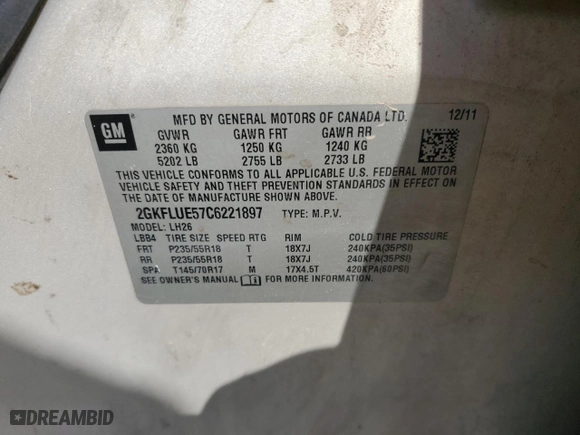 GM
MFD BY GENERAL MOTORS OF CANADA LTD. 12/11
GVWR GAWR FRT GAWR RR
2360 KG 1250 KG 1240 KG
5202 LB 2755 LB 2733 LB
THIS VEHICLE CONFORMS TO ALL APPLICABLE U.S. FEDERAL MOTOR
VEHICLE SAFETY AND THEFT PREVENTION STANDARDS IN EFFECT ON
THE DATE OF MANUFACTURE SHOWN ABOVE.
2GKFLUE57C6221897 TYPE: M.P.V.
MODEL: LH26
LBB4 TIRE SIZE SPEED RTG RIM COLD TIRE PRESSURE
FRT P235/55R18 T 18X7J 240KPA(35PSI)
RR P235/55R18 T 18X7J 240KPA(35PSI)
SPA T145/70R17 M 17X4.5T 420KPA(60PSI)
SEE OWNER'S MANUAL FOR MORE INFORMATION.
DREAMBID